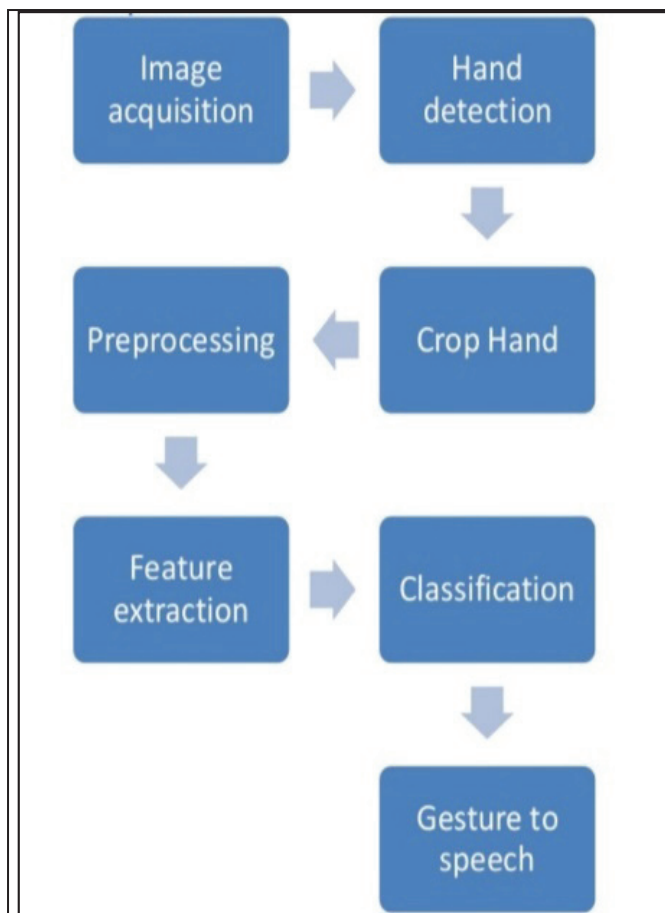 Image
acquisition
Hand
detection
Crop Hand
Preprocessing
Feature
extraction
Classification
Gesture to
speech